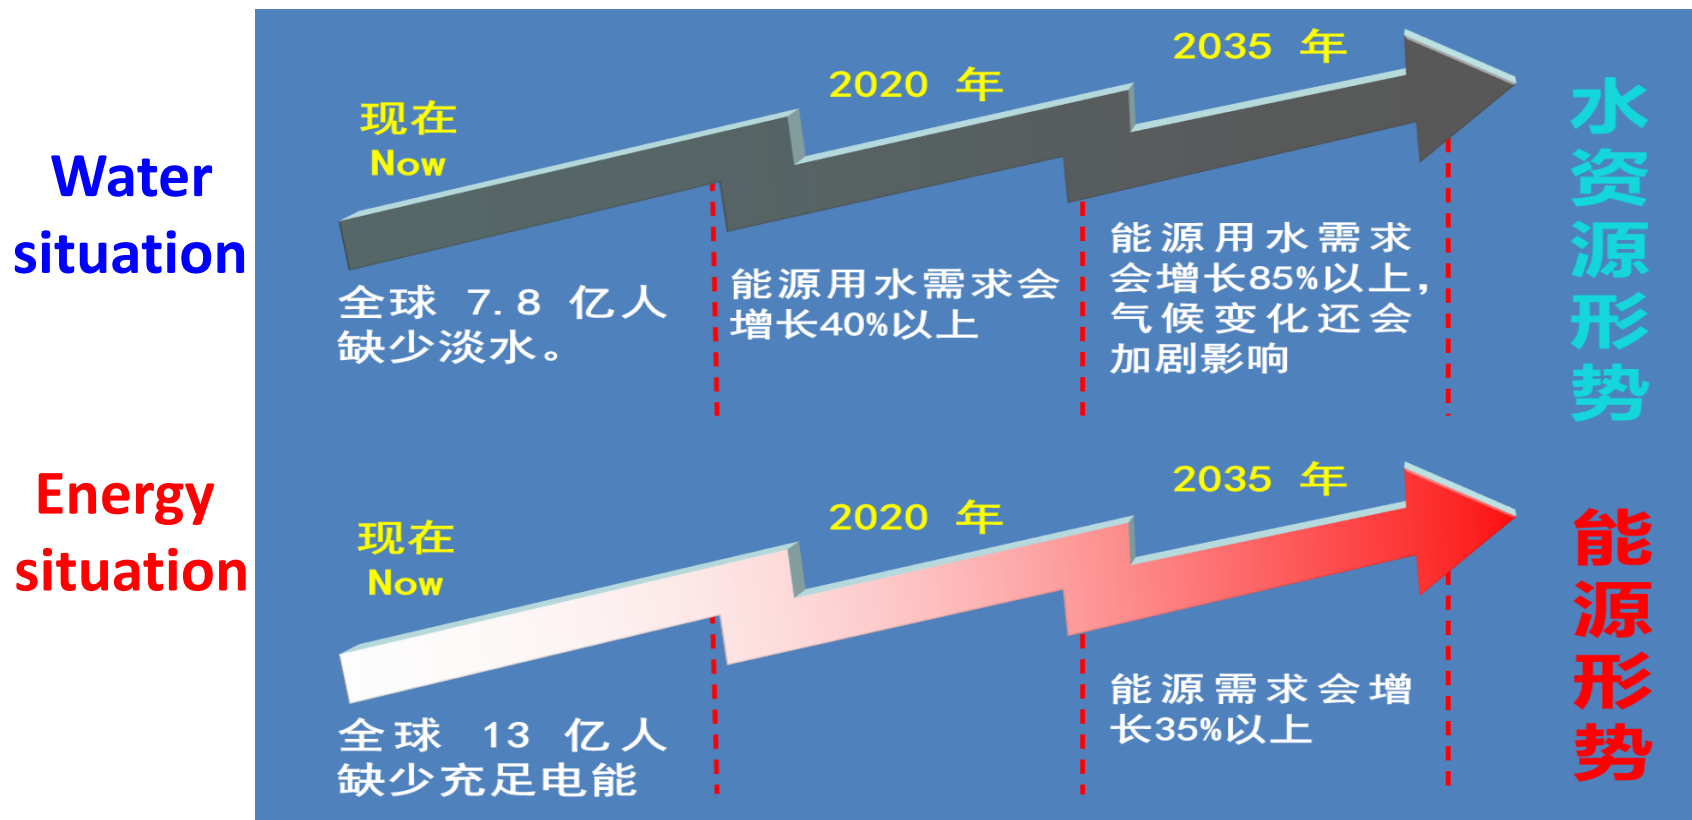 Water
situation
现在
Now
2020 年
2035 年
全球 7.8 亿人
缺少淡水。
能源用水需求会
增长40%以上
能源用水需求
会增长85%以上，
气候变化还会
加剧影响
水资源形势
Energy
situation
现在
Now
2020 年
2035 年
全球 13 亿人
缺少充足电能
能源需求会增
长35%以上
能源形势